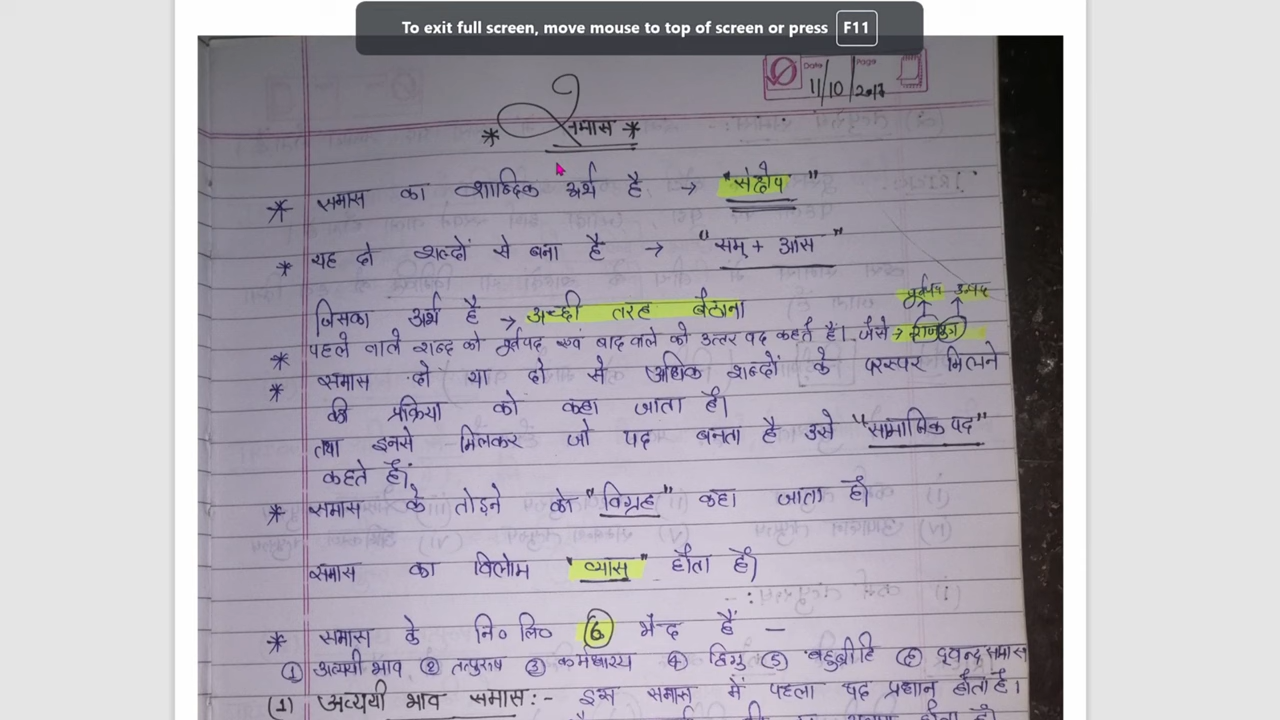 To exit full screen, move mouse to top of screen or press F11
Date Page
11/10/2017
* समास *
* समास का शाब्दिक अर्थ है → "संक्षेप"
* यह दो शब्दों से बना है → "सम् + आस"
पूर्वपद उ०पद
जिसका अर्थ है → अच्छी तरह बैठाना
* पहले वाले शब्द को पूर्वपद एवं बाद वाले को उत्तर पद कहते हैं। जैसे →
* समास दो या दो से अधिक शब्दों के परस्पर मिलने
की प्रक्रिया को कहा जाता है।
तथा इनसे मिलकर जो पद बनता है उसे "सामासिक पद"
कहते हैं।
* समास के तोड़ने को "विग्रह" कहा जाता है।
समास का विलोम "व्यास" होता है।
* समास के नि० लि० 6 भेद हैं –
① अव्ययी भाव ② तत्पुरुष ③ कर्मधारय ④ द्विगु ⑤ बहुब्रीहि ⑥ द्वन्द्व समास
(1) अव्ययी भाव समास:- इस समास में पहला पद प्रधान होता है।